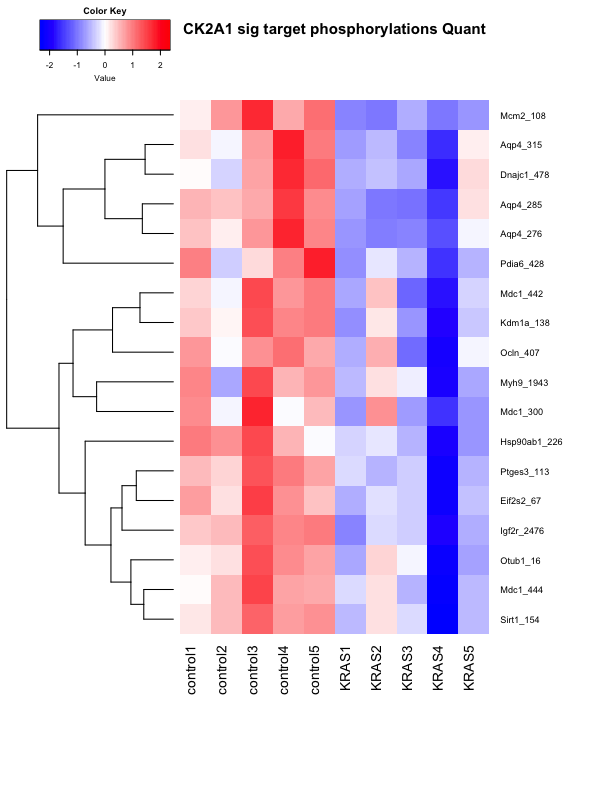 Color Key
CK2A1 sig target phosphorylations Quant
-2 -1 0 1 2
Value
Mcm2_108
Aqp4_315
Dnajc1_478
Aqp4_285
Aqp4_276
Pdia6_428
Mdc1_442
Kdm1a_138
Ocln_407
Myh9_1943
Mdc1_300
Hsp90ab1_226
Ptges3_113
Eif2s2_67
Igf2r_2476
Otub1_16
Mdc1_444
Sirt1_154
control1 control2 control3 control4 control5 KRAS1 KRAS2 KRAS3 KRAS4 KRAS5